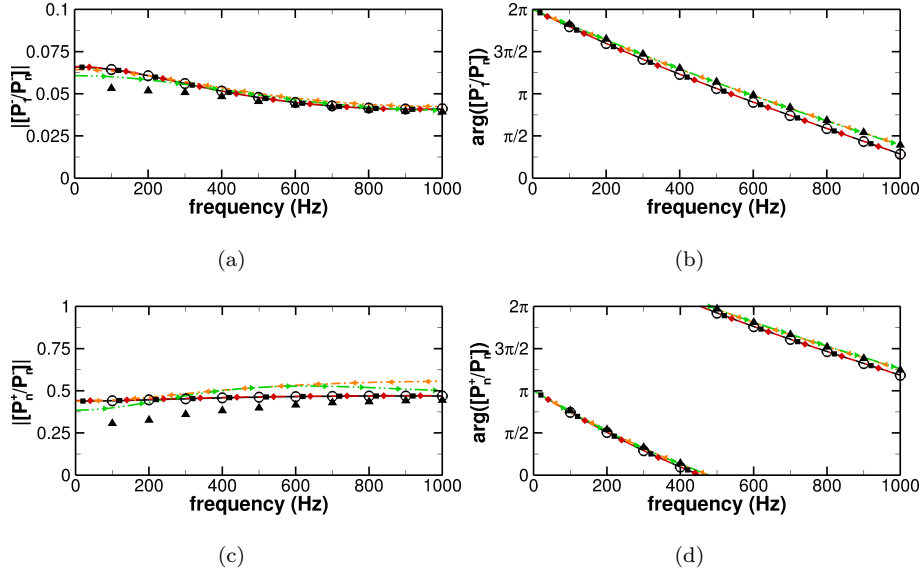 0.1
0.075
0.05
0.025
0
|[P⁻f/P⁻n]|
0 200 400 600 800 1000
frequency (Hz)
(a)
2π
3π/2
π
π/2
0
arg([P⁻f/P⁻n])
0 200 400 600 800 1000
frequency (Hz)
(b)
1
0.75
0.5
0.25
0
|[P⁺n/P⁻n]|
0 200 400 600 800 1000
frequency (Hz)
(c)
2π
3π/2
π
π/2
0
arg([P⁺n/P⁻n])
0 200 400 600 800 1000
frequency (Hz)
(d)